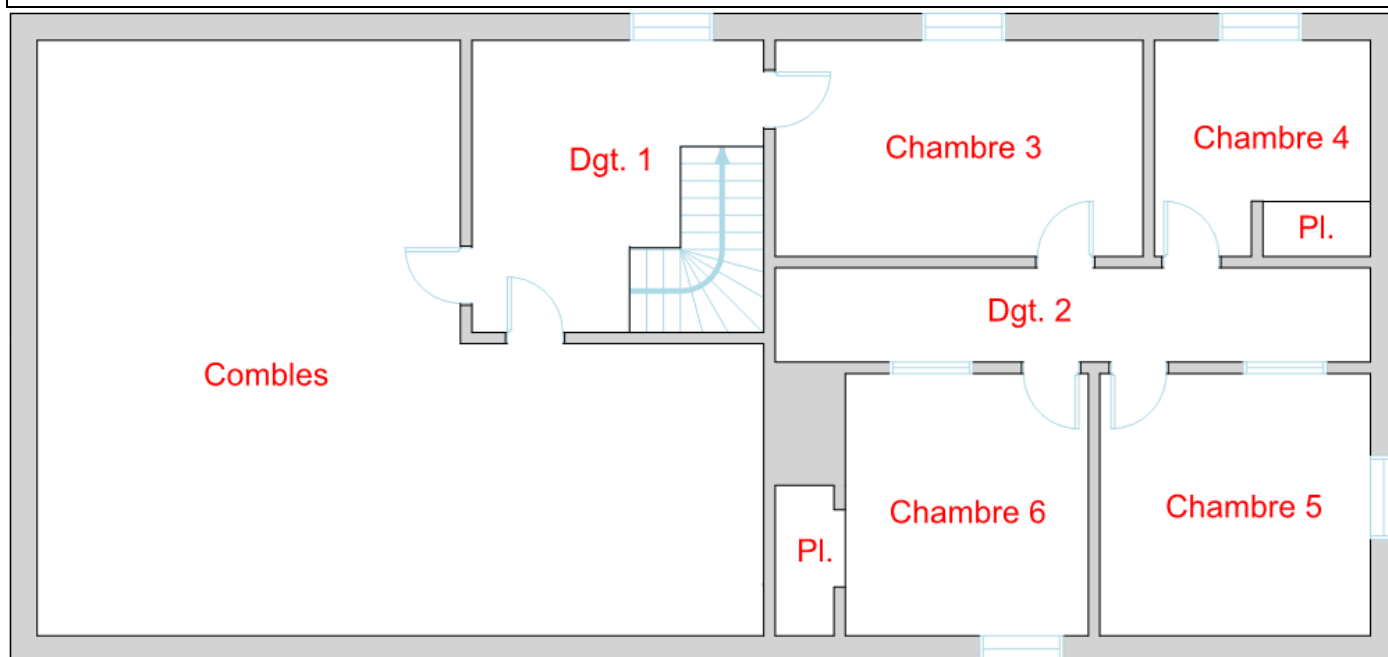 Dgt. 1
Chambre 3
Chambre 4
Pl.
Dgt. 2
Combles
Chambre 6
Chambre 5
Pl.